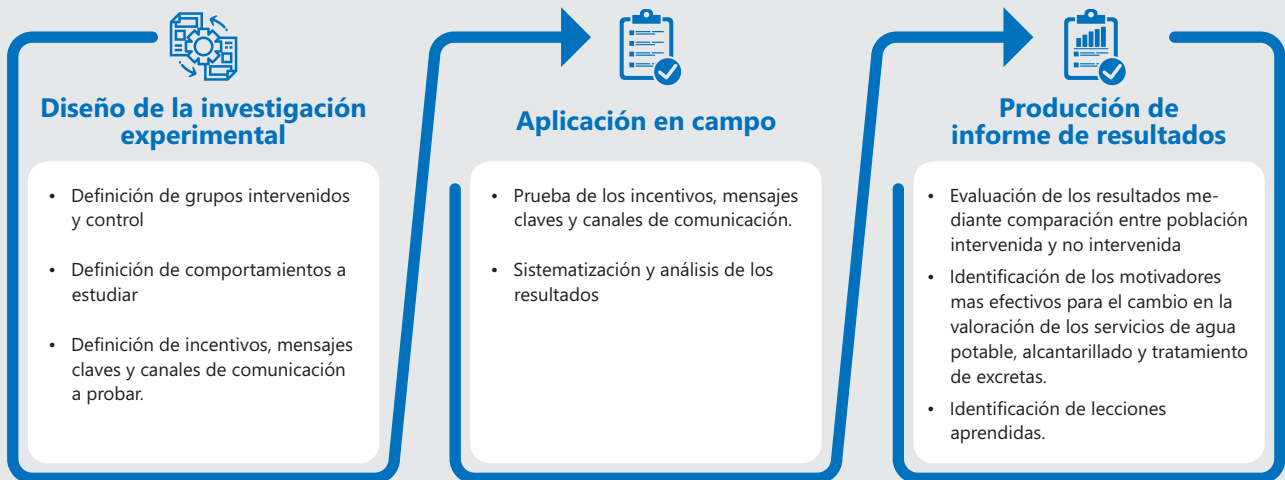 Diseño de la investigación
experimental
• Definición de grupos intervenidos
y control
• Definición de comportamientos a
estudiar
• Definición de incentivos, mensajes
claves y canales de comunicación
a probar.
Aplicación en campo
• Prueba de los incentivos, mensajes
claves y canales de comunicación.
• Sistematización y análisis de los
resultados
Producción de
informe de resultados
• Evaluación de los resultados me-
diante comparación entre población
intervenida y no intervenida
• Identificación de los motivadores
mas efectivos para el cambio en la
valoración de los servicios de agua
potable, alcantarillado y tratamiento
de excretas.
• Identificación de lecciones
aprendidas.